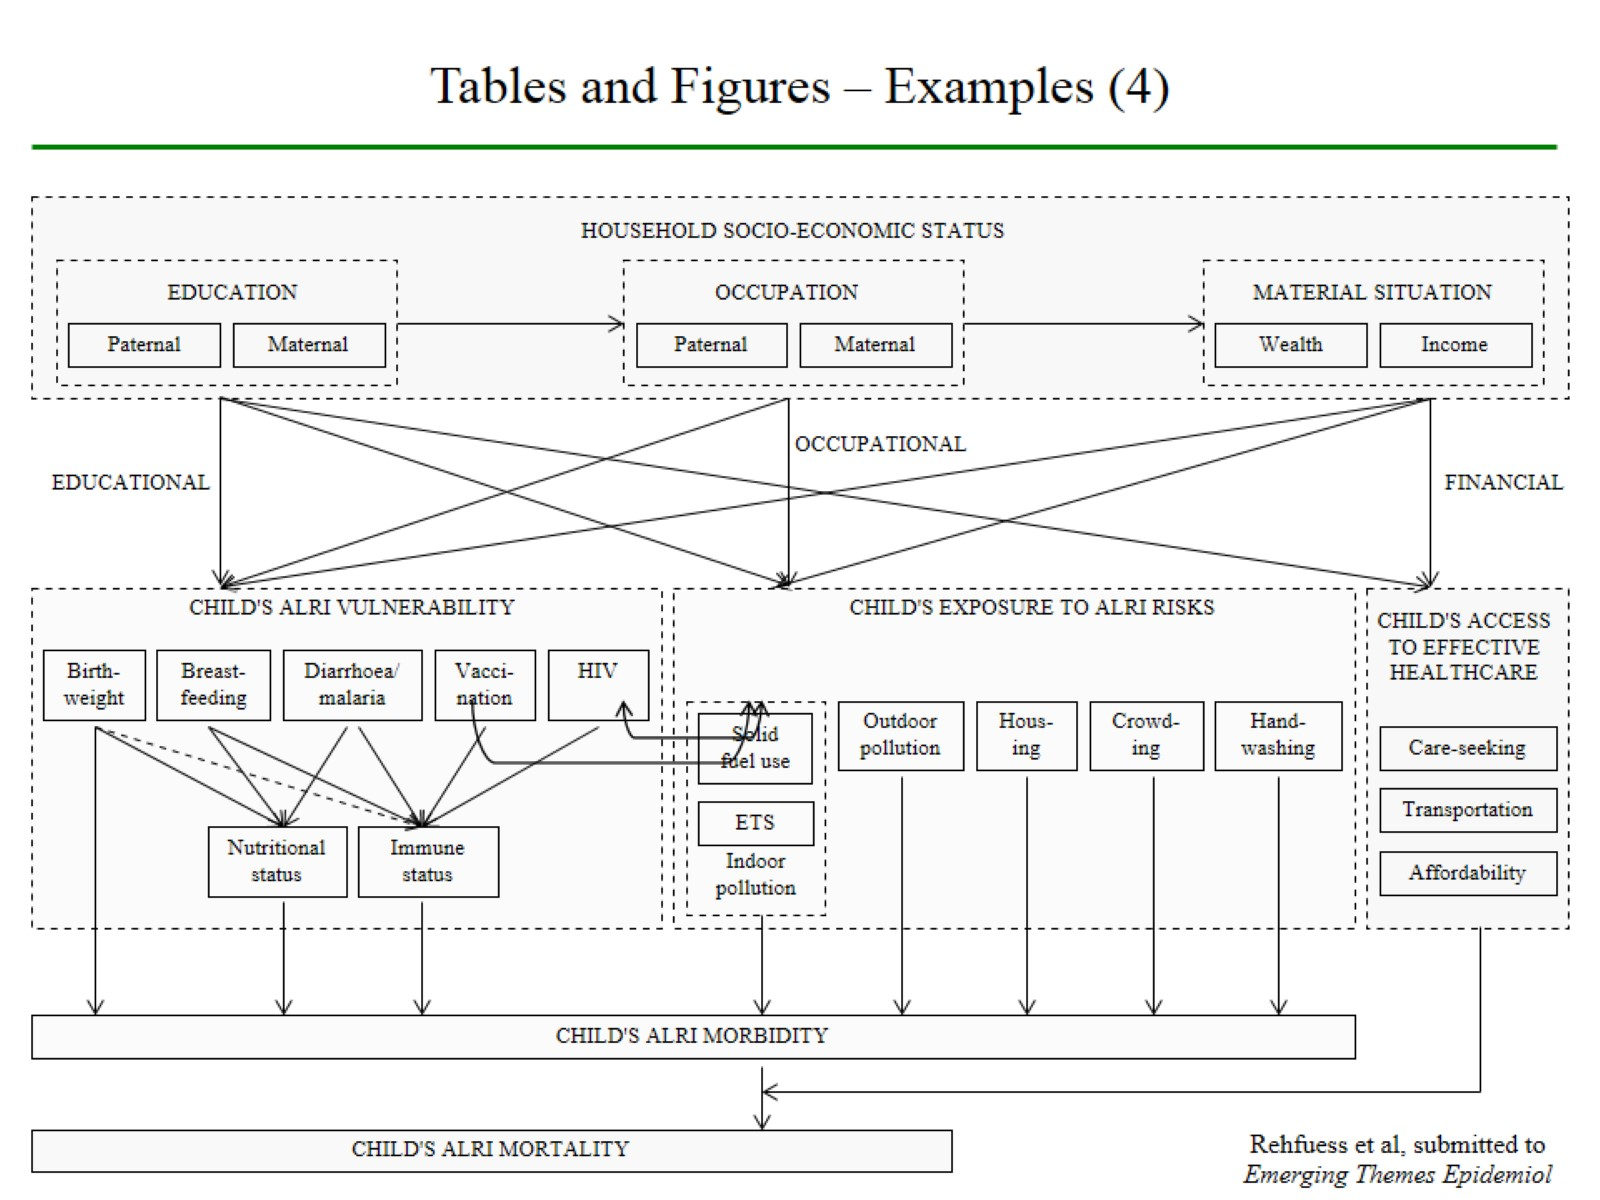 Tables and Figures – Examples (4)
HOUSEHOLD SOCIO-ECONOMIC STATUS
EDUCATION
Paternal
Maternal
OCCUPATION
Paternal
Maternal
MATERIAL SITUATION
Wealth
Income
EDUCATIONAL
OCCUPATIONAL
FINANCIAL
CHILD'S ALRI VULNERABILITY
Birth-
weight
Breast-
feeding
Diarrhoea/
malaria
Vacci-
nation
HIV
Nutritional
status
Immune
status
CHILD'S EXPOSURE TO ALRI RISKS
Solid
fuel use
ETS
Indoor
pollution
Outdoor
pollution
Hous-
ing
Crowd-
ing
Hand-
washing
CHILD'S ACCESS
TO EFFECTIVE
HEALTHCARE
Care-seeking
Transportation
Affordability
CHILD'S ALRI MORBIDITY
CHILD'S ALRI MORTALITY
Rehfuess et al, submitted to
Emerging Themes Epidemiol